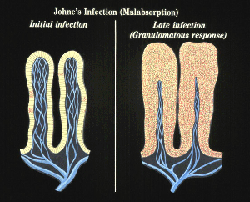 Johne's Infection (Malabsorption)
Initial infection
Late infection
(Granulomatous response)